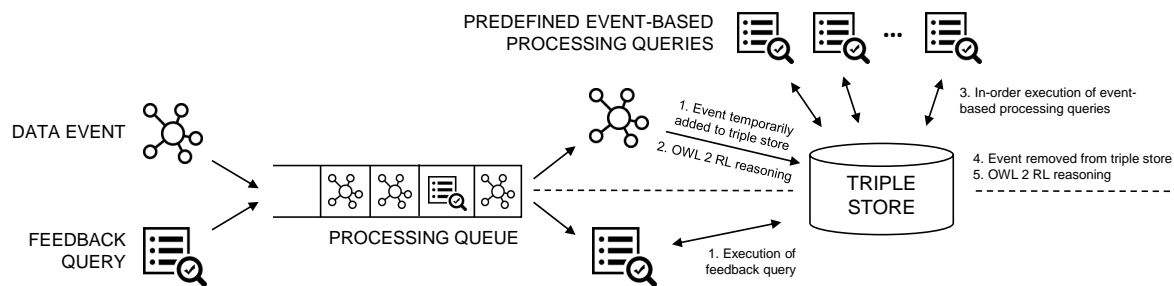 PREDEFINED EVENT-BASED
PROCESSING QUERIES
...
DATA EVENT
1. Event temporarily
added to triple store
2. OWL 2 RL reasoning
3. In-order execution of event-
based processing queries
TRIPLE
STORE
4. Event removed from triple store
5. OWL 2 RL reasoning
PROCESSING QUEUE
FEEDBACK
QUERY
1. Execution of
feedback query